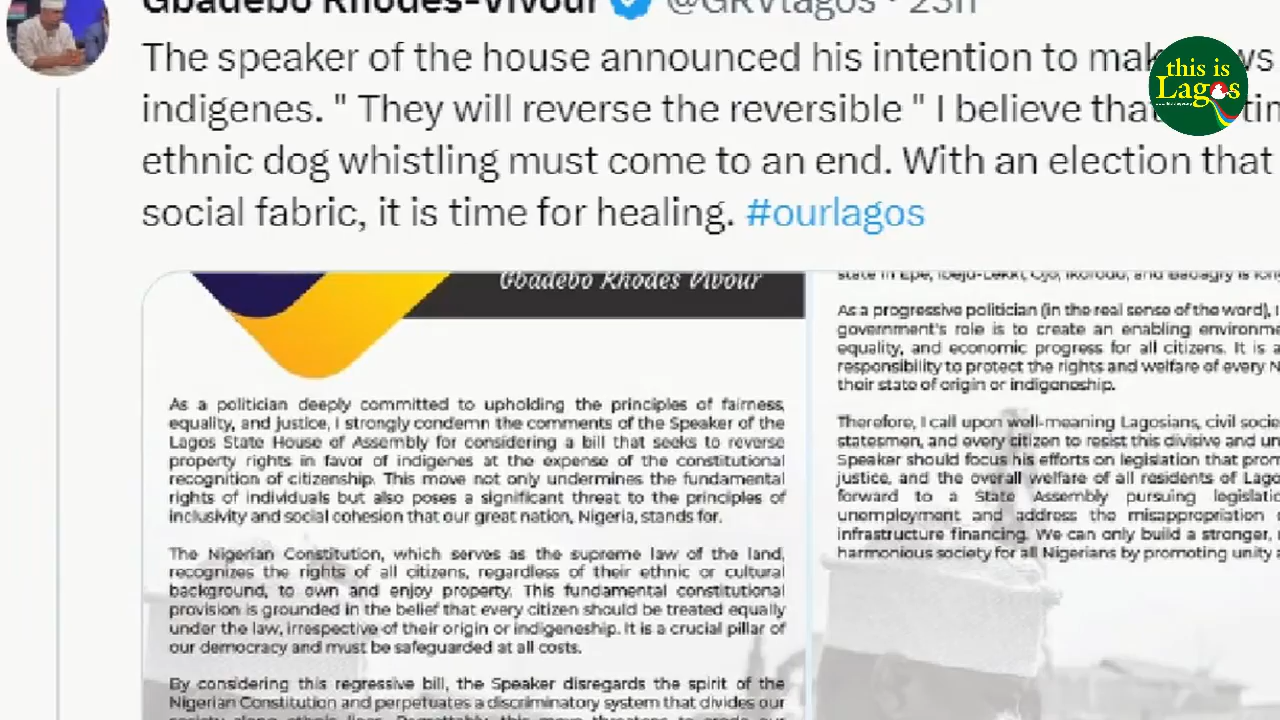 Gbadebo Rhodes-Vivour @GRVlagos · 23h
The speaker of the house announced his intention to mak ws
indigenes. " They will reverse the reversible " I believe that
ethnic dog whistling must come to an end. With an election that
social fabric, it is time for healing. #ourlagos
this is
Lagos
Gbadebo Rhodes Vivour
As a politician deeply committed to upholding the principles of fairness,
equality, and justice, I strongly condemn the comments of the Speaker of the
Lagos State House of Assembly for considering a bill that seeks to reverse
property rights in favor of indigenes at the expense of the constitutional
recognition of citizenship. This move not only undermines the fundamental
rights of individuals but also poses a significant threat to the principles of
inclusivity and social cohesion that our great nation, Nigeria, stands for.
The Nigerian Constitution, which serves as the supreme law of the land,
recognizes the rights of all citizens, regardless of their ethnic or cultural
background, to own and enjoy property. This fundamental constitutional
provision is grounded in the belief that every citizen should be treated equally
under the law, irrespective of their origin or indigeneship. It is a crucial pillar of
our democracy and must be safeguarded at all costs.
By considering this regressive bill, the Speaker disregards the spirit of the
Nigerian Constitution and perpetuates a discriminatory system that divides our
state in Epe, Ibeju-Lekki, Ojo, Ikorodu, and Badagry is
As a progressive politician (in the real sense of the word), I
government's role is to create an enabling
equality, and economic progress for all citizens. It is a
responsibility to protect the rights and welfare of every N
their state of origin or indigeneship.
Therefore, I call upon well-meaning Lagosians, civil
statesmen, and every citizen to resist this divisive and
Speaker should focus his efforts on legislation that
justice, and the overall welfare of all residents of
forward to a State Assembly pursuing
unemployment and address the misappropriation
infrastructure financing. We can only build a stronger,
harmonious society for all Nigerians by promoting unity